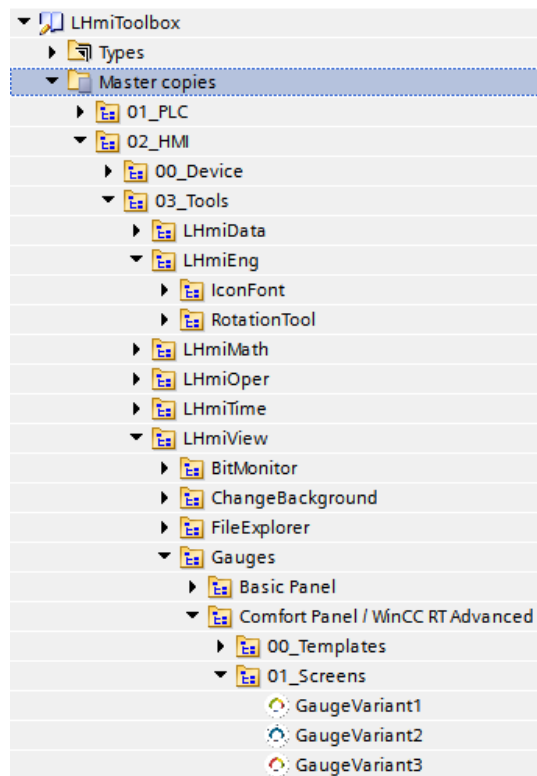 LHmiToolbox
Types
Master copies
01_PLC
02_HMI
00_Device
03_Tools
LHmiData
LHmiEng
IconFont
RotationTool
LHmiMath
LHmiOper
LHmiTime
LHmiView
BitMonitor
ChangeBackground
FileExplorer
Gauges
Basic Panel
Comfort Panel / WinCC RT Advanced
00_Templates
01_Screens
GaugeVariant1
GaugeVariant2
GaugeVariant3